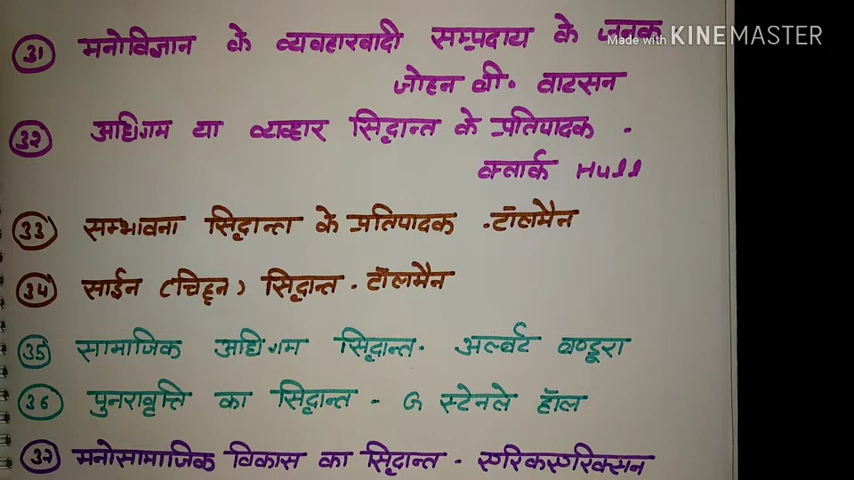 31 मनोविज्ञान के व्यवहारवादी सम्प्रदाय के जनक
Made with KINEMASTER
जोहन बी. वाटसन
32 अधिगम या व्यवहार सिद्वान्त के प्रतिपादक .
क्लार्क Hull
33 सम्भावना सिद्वान्त के प्रतिपादक . टॉलमैन
34 साईन (चिह्न) सिद्वान्त . टॉलमैन
35 सामाजिक अधिगम सिद्वान्त . अल्बर्ट बण्डूरा
36 पुनरावृत्ति का सिद्वान्त - G स्टेनले हॉल
37 मनोसामाजिक विकास का सिद्वान्त - एरिकएरिक्सन